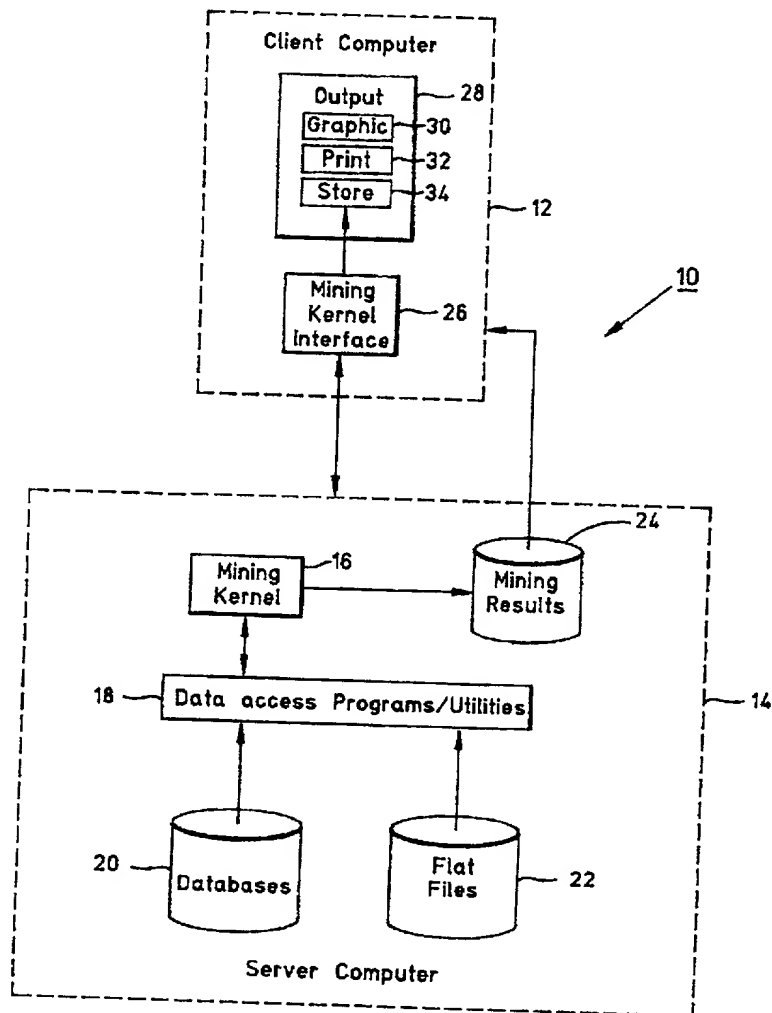 Client Computer
Output
28
Graphic
30
Print
32
Store
34
12
10
Mining
Kernel
Interface
26
24
Mining
Kernel
16
Mining
Results
18
Data access Programs/Utilities
14
20
Databases
Flat
Files
22
Server Computer